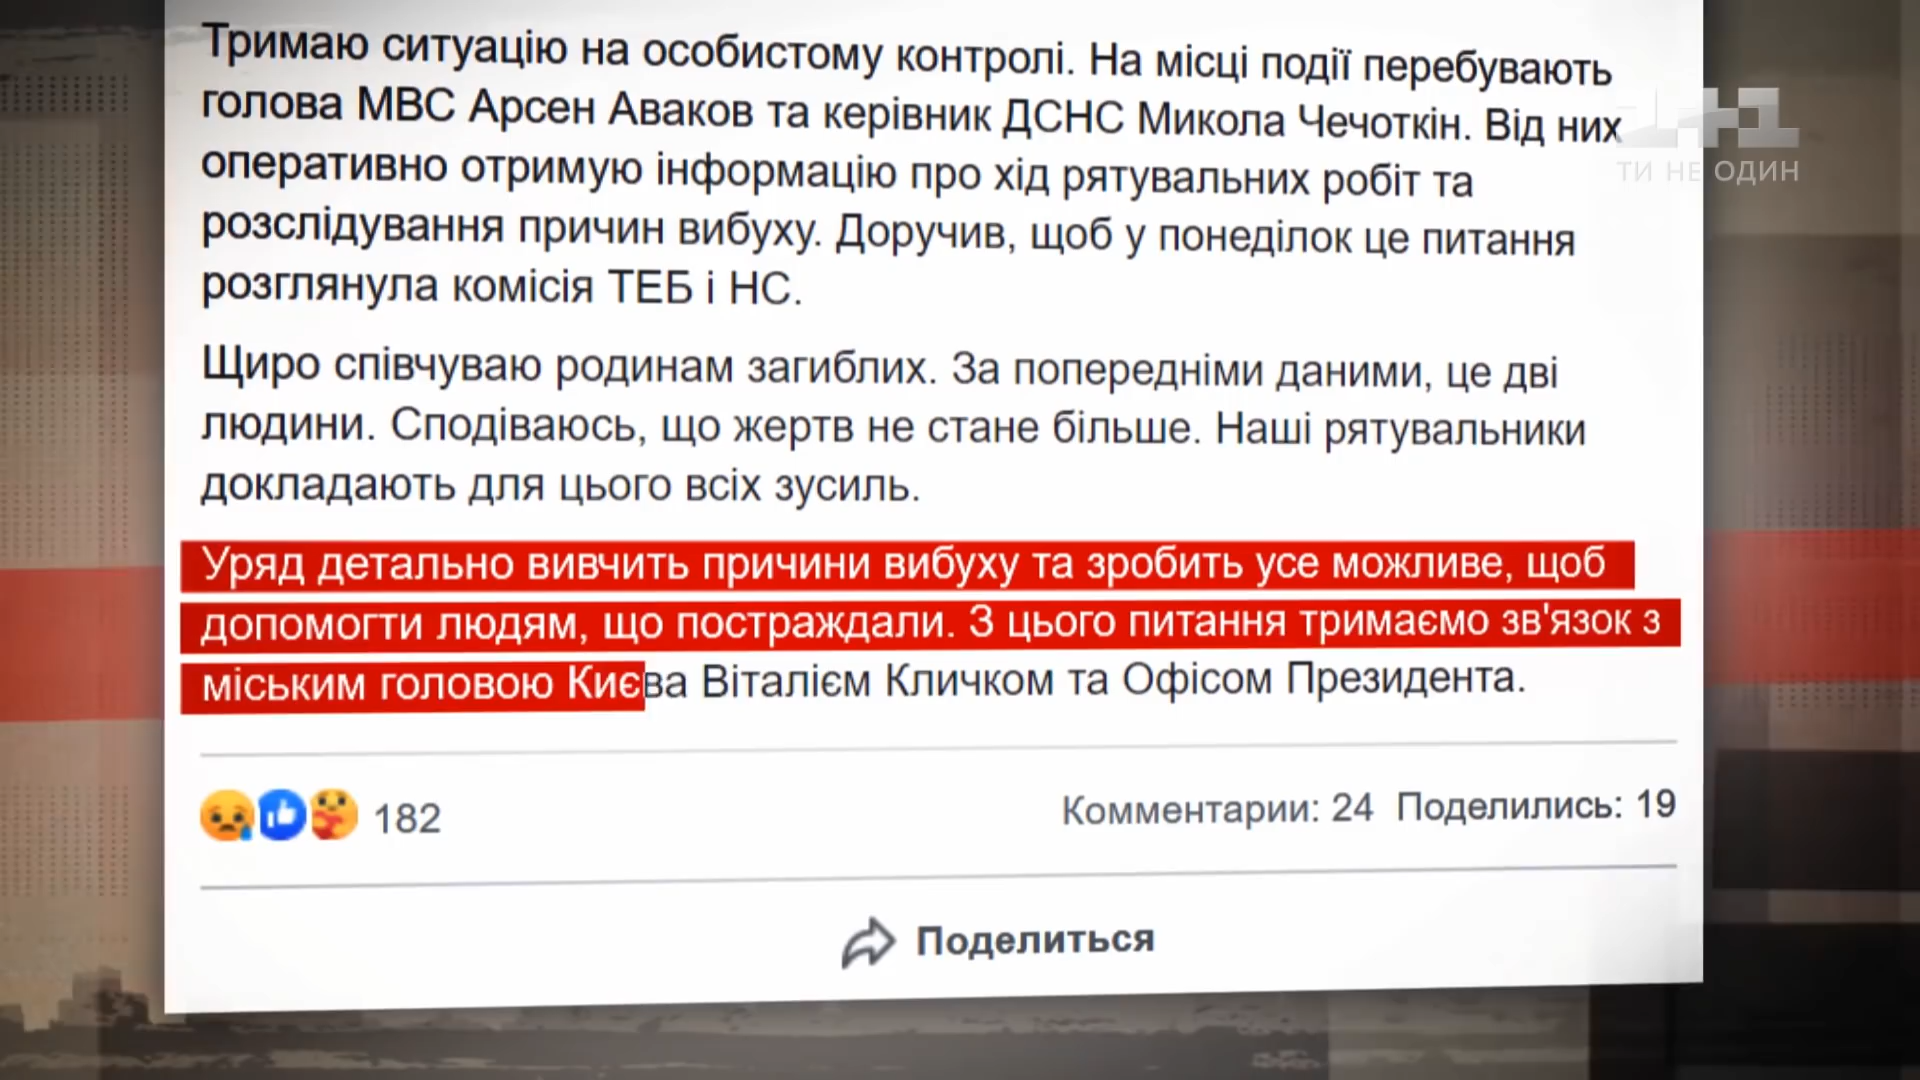 Тримаю ситуацію на особистому контролі. На місці події перебувають
голова МВС Арсен Аваков та керівник ДСНС Микола Чечоткін. Від них
оперативно отримую інформацію про хід рятувальних робіт та
розслідування причин вибуху. Доручив, щоб у понеділок це питання
розглянула комісія ТЕБ і НС.
Щиро співчуваю родинам загиблих. За попередніми даними, це дві
людини. Сподіваюсь, що жертв не стане більше. Наші рятувальники
докладають для цього всіх зусиль.
Уряд детально вивчить причини вибуху та зробить усе можливе, щоб
допомогти людям, що постраждали. З цього питання тримаємо зв'язок з
міським головою Києва Віталієм Кличком та Офісом Президента.
182
Комментарии: 24 Поделились: 19
Поделиться
1+1
ТИ НЕ ОДИН